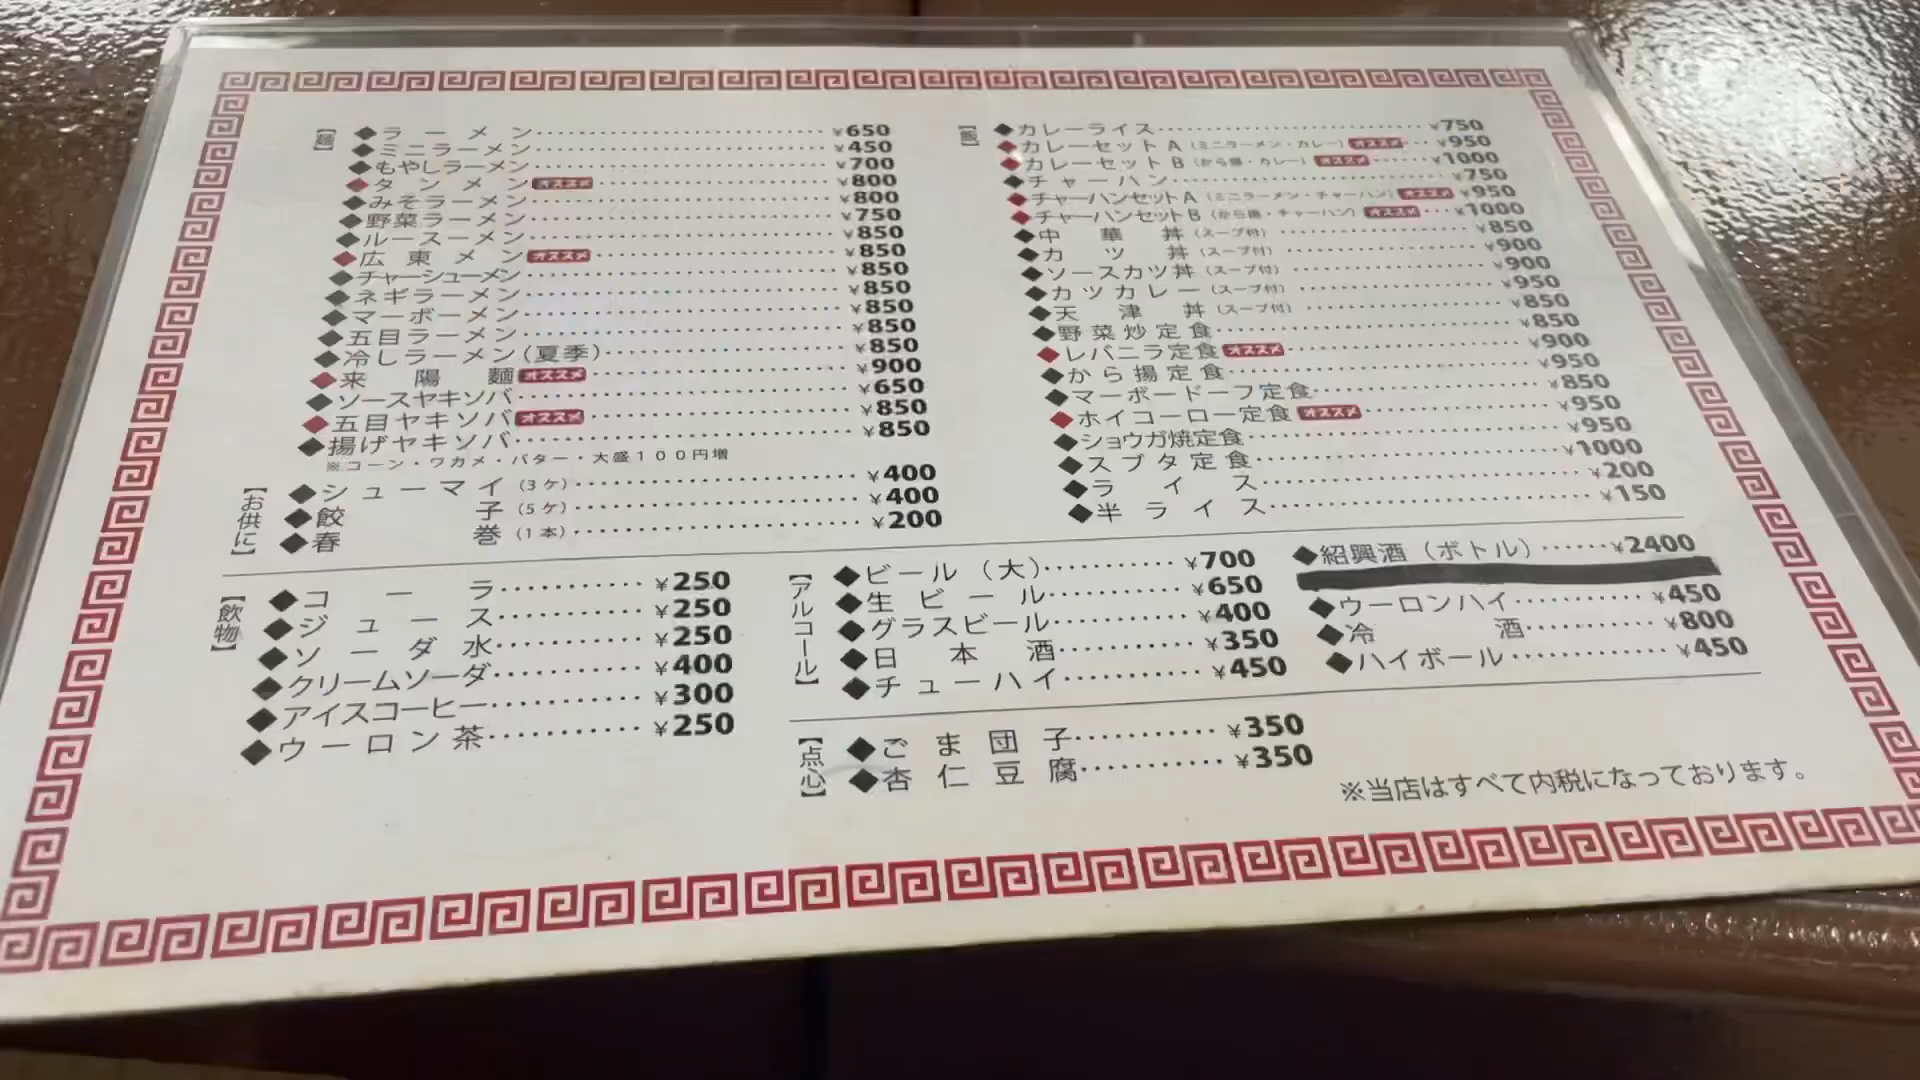 【麺】
◆ラーメン ¥650
◆ミニラーメン ¥450
◆もやしラーメン ¥700
◆タンメン オススメ ¥800
◆みそラーメン ¥800
◆野菜ラーメン ¥750
◆ルースーメン ¥850
◆広東メン オススメ ¥850
◆チャーシューメン ¥850
◆ネギラーメン ¥850
◆マーボーメン ¥850
◆五目ラーメン ¥850
◆冷しラーメン（夏季） ¥850
◆来陽麺 オススメ ¥900
◆ソースヤキソバ ¥650
◆五目ヤキソバ オススメ ¥850
◆揚げヤキソバ ¥850
※コーン・ワカメ・バター・大盛１００円増
【お供に】
◆シューマイ（3ケ） ¥400
◆餃子（5ケ） ¥400
◆春巻（1本） ¥200
◆カレーライス ¥750
◆カレーセットA（ミニラーメン・カレー） オススメ ¥950
◆カレーセットB（から揚・カレー） オススメ ¥1000
◆チャーハン ¥750
◆チャーハンセットA（ミニラーメン・チャーハン） オススメ ¥950
◆チャーハンセットB（から揚・チャーハン） オススメ ¥1000
◆中華丼（スープ付） ¥850
◆カツ丼（スープ付） ¥900
◆ソースカツ丼（スープ付） ¥900
◆カツカレー（スープ付） ¥950
◆天津丼（スープ付） ¥850
◆野菜炒定食 ¥850
◆レバニラ定食 オススメ ¥900
◆から揚定食 ¥950
◆マーボードーフ定食 ¥850
◆ホイコーロー定食 オススメ ¥950
◆ショウガ焼定食 ¥950
◆スブタ定食 ¥1000
◆ライス ¥200
◆半ライス ¥150
【飲物】
◆コーラ ¥250
◆ジュース ¥250
◆ソーダ水 ¥250
◆クリームソーダ ¥400
◆アイスコーヒー ¥300
◆ウーロン茶 ¥250
【アルコール】
◆ビール（大） ¥700
◆生ビール ¥650
◆グラスビール ¥400
◆日本酒 ¥350
◆チューハイ ¥450
◆紹興酒（ボトル） ¥2400
◆ウーロンハイ ¥450
◆冷酒 ¥800
◆ハイボール ¥450
【点心】
◆ごま団子 ¥350
◆杏仁豆腐 ¥350
※当店はすべて内税になっております。